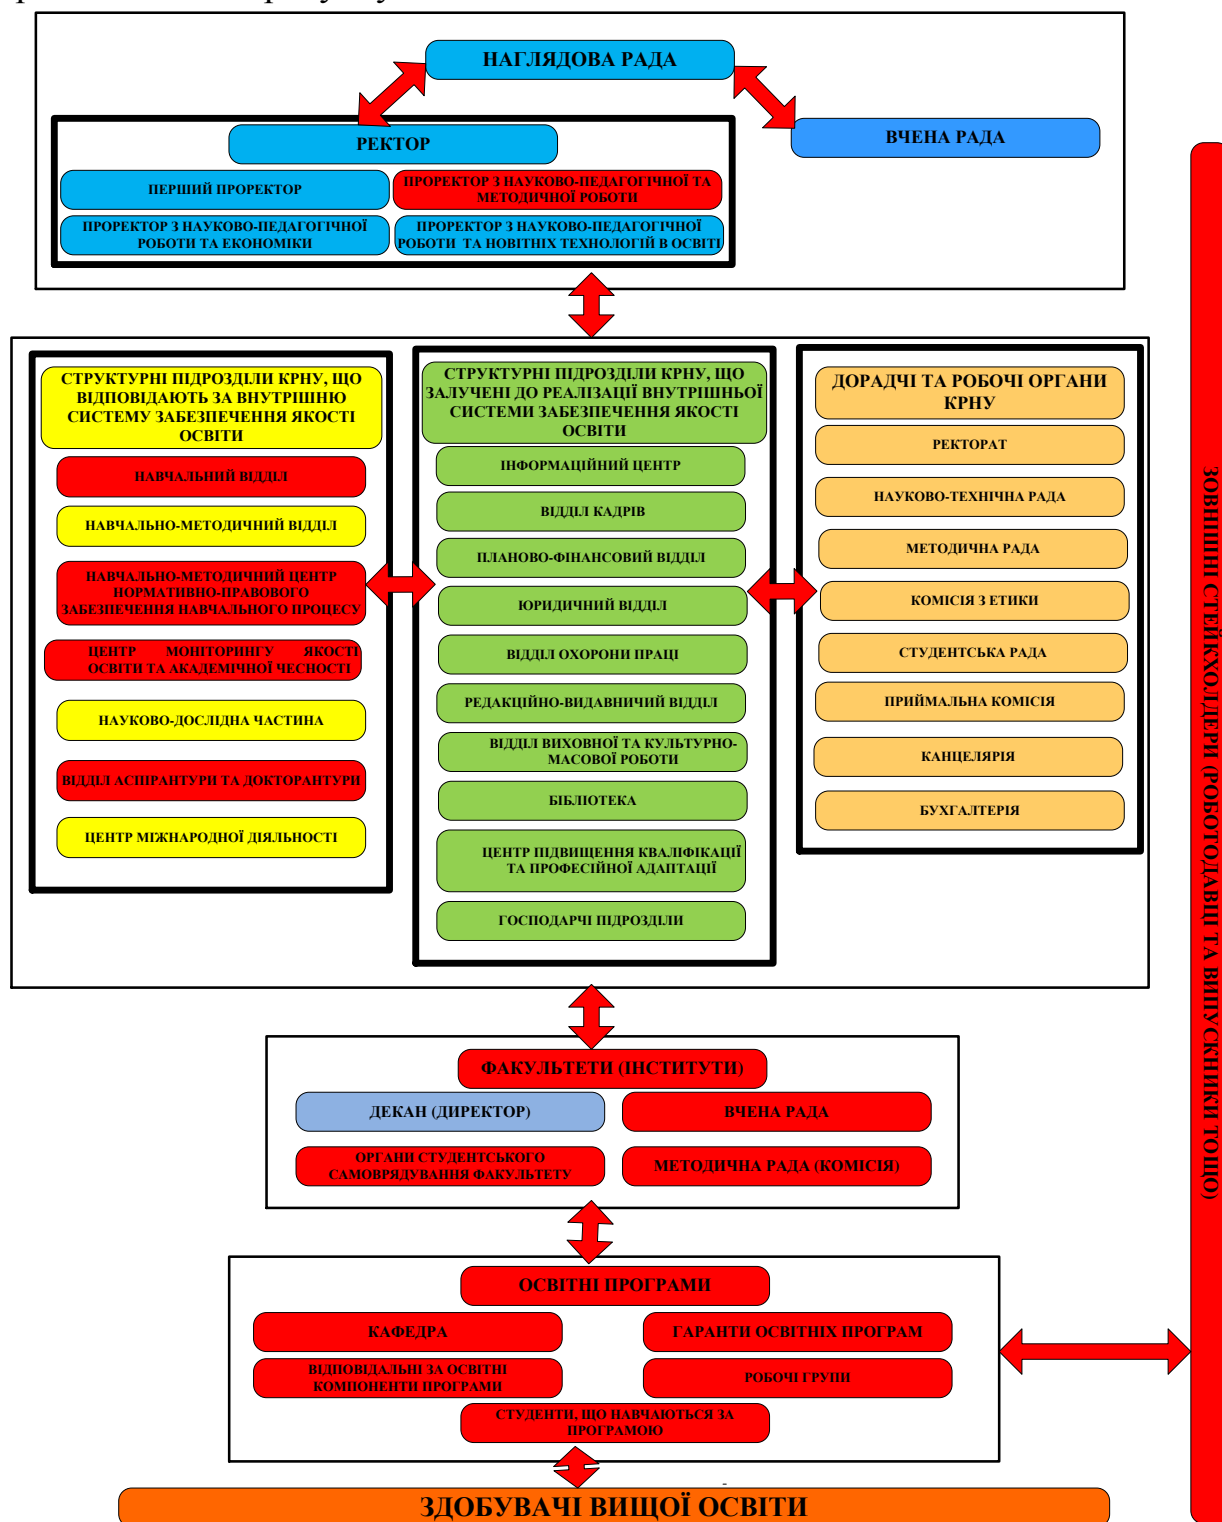 НАГЛЯДОВА РАДА
РЕКТОР
ВЧЕНА РАДА
ПЕРШИЙ ПРОРЕКТОР
ПРОРЕКТОР З НАУКОВО-ПЕДАГОГІЧНОЇ ТА
МЕТОДИЧНОЇ РОБОТИ
ПРОРЕКТОР З НАУКОВО-ПЕДАГОГІЧНОЇ
РОБОТИ ТА ЕКОНОМІКИ
ПРОРЕКТОР З НАУКОВО-ПЕДАГОГІЧНОЇ
РОБОТИ ТА НОВІТНІХ ТЕХНОЛОГІЙ В ОСВІТІ
СТРУКТУРНІ ПІДРОЗДІЛИ КРНУ, ЩО
ВІДПОВІДАЮТЬ ЗА ВНУТРІШНЮ
СИСТЕМУ ЗАБЕЗПЕЧЕННЯ ЯКОСТІ
ОСВІТИ
НАВЧАЛЬНИЙ ВІДДІЛ
НАВЧАЛЬНО-МЕТОДИЧНИЙ ВІДДІЛ
НАВЧАЛЬНО-МЕТОДИЧНИЙ ЦЕНТР
НОРМАТИВНО-ПРАВОВОГО
ЗАБЕЗПЕЧЕННЯ НАВЧАЛЬНОГО ПРОЦЕСУ
ЦЕНТР МОНІТОРИНГУ ЯКОСТІ
ОСВІТИ ТА АКАДЕМІЧНОЇ ЧЕСНОСТІ
НАУКОВО-ДОСЛІДНА ЧАСТИНА
ВІДДІЛ АСПІРАНТУРИ ТА ДОКТОРАНТУРИ
ЦЕНТР МІЖНАРОДНОЇ ДІЯЛЬНОСТІ
СТРУКТУРНІ ПІДРОЗДІЛИ КРНУ, ЩО
ЗАЛУЧЕНІ ДО РЕАЛІЗАЦІЇ ВНУТРІШНЬОЇ
СИСТЕМИ ЗАБЕЗПЕЧЕННЯ ЯКОСТІ
ОСВІТИ
ІНФОРМАЦІЙНИЙ ЦЕНТР
ВІДДІЛ КАДРІВ
ПЛАНОВО-ФІНАНСОВИЙ ВІДДІЛ
ЮРИДИЧНИЙ ВІДДІЛ
ВІДДІЛ ОХОРОНИ ПРАЦІ
РЕДАКЦІЙНО-ВИДАВНИЧИЙ ВІДДІЛ
ВІДДІЛ ВИХОВНОЇ ТА КУЛЬТУРНО-
МАСОВОЇ РОБОТИ
БІБЛІОТЕКА
ЦЕНТР ПІДВИЩЕННЯ КВАЛІФІКАЦІЇ
ТА ПРОФЕСІЙНОЇ АДАПТАЦІЇ
ГОСПОДАРЧІ ПІДРОЗДІЛИ
ДОРАДЧІ ТА РОБОЧІ ОРГАНИ
КРНУ
РЕКТОРАТ
НАУКОВО-ТЕХНІЧНА РАДА
МЕТОДИЧНА РАДА
КОМІСІЯ З ЕТИКИ
СТУДЕНТСЬКА РАДА
ПРИЙМАЛЬНА КОМІСІЯ
КАНЦЕЛЯРІЯ
БУХГАЛТЕРІЯ
ФАКУЛЬТЕТИ (ІНСТИТУТИ)
ДЕКАН (ДИРЕКТОР)
ВЧЕНА РАДА
ОРГАНИ СТУДЕНТСЬКОГО
САМОВРЯДУВАННЯ ФАКУЛЬТЕТУ
МЕТОДИЧНА РАДА (КОМІСІЯ)
ОСВІТНІ ПРОГРАМИ
КАФЕДРА
ГАРАНТИ ОСВІТНІХ ПРОГРАМ
ВІДПОВІДАЛЬНІ ЗА ОСВІТНІ
КОМПОНЕНТИ ПРОГРАМИ
РОБОЧІ ГРУПИ
СТУДЕНТИ, ЩО НАВЧАЮТЬСЯ ЗА
ПРОГРАМОЮ
ЗДОБУВАЧІ ВИЩОЇ ОСВІТИ
ЗОВНІШНІ СТЕЙКХОЛДЕРИ (РОБОТОДАВЦІ ТА ВИПУСКНИКИ ТОЩО)